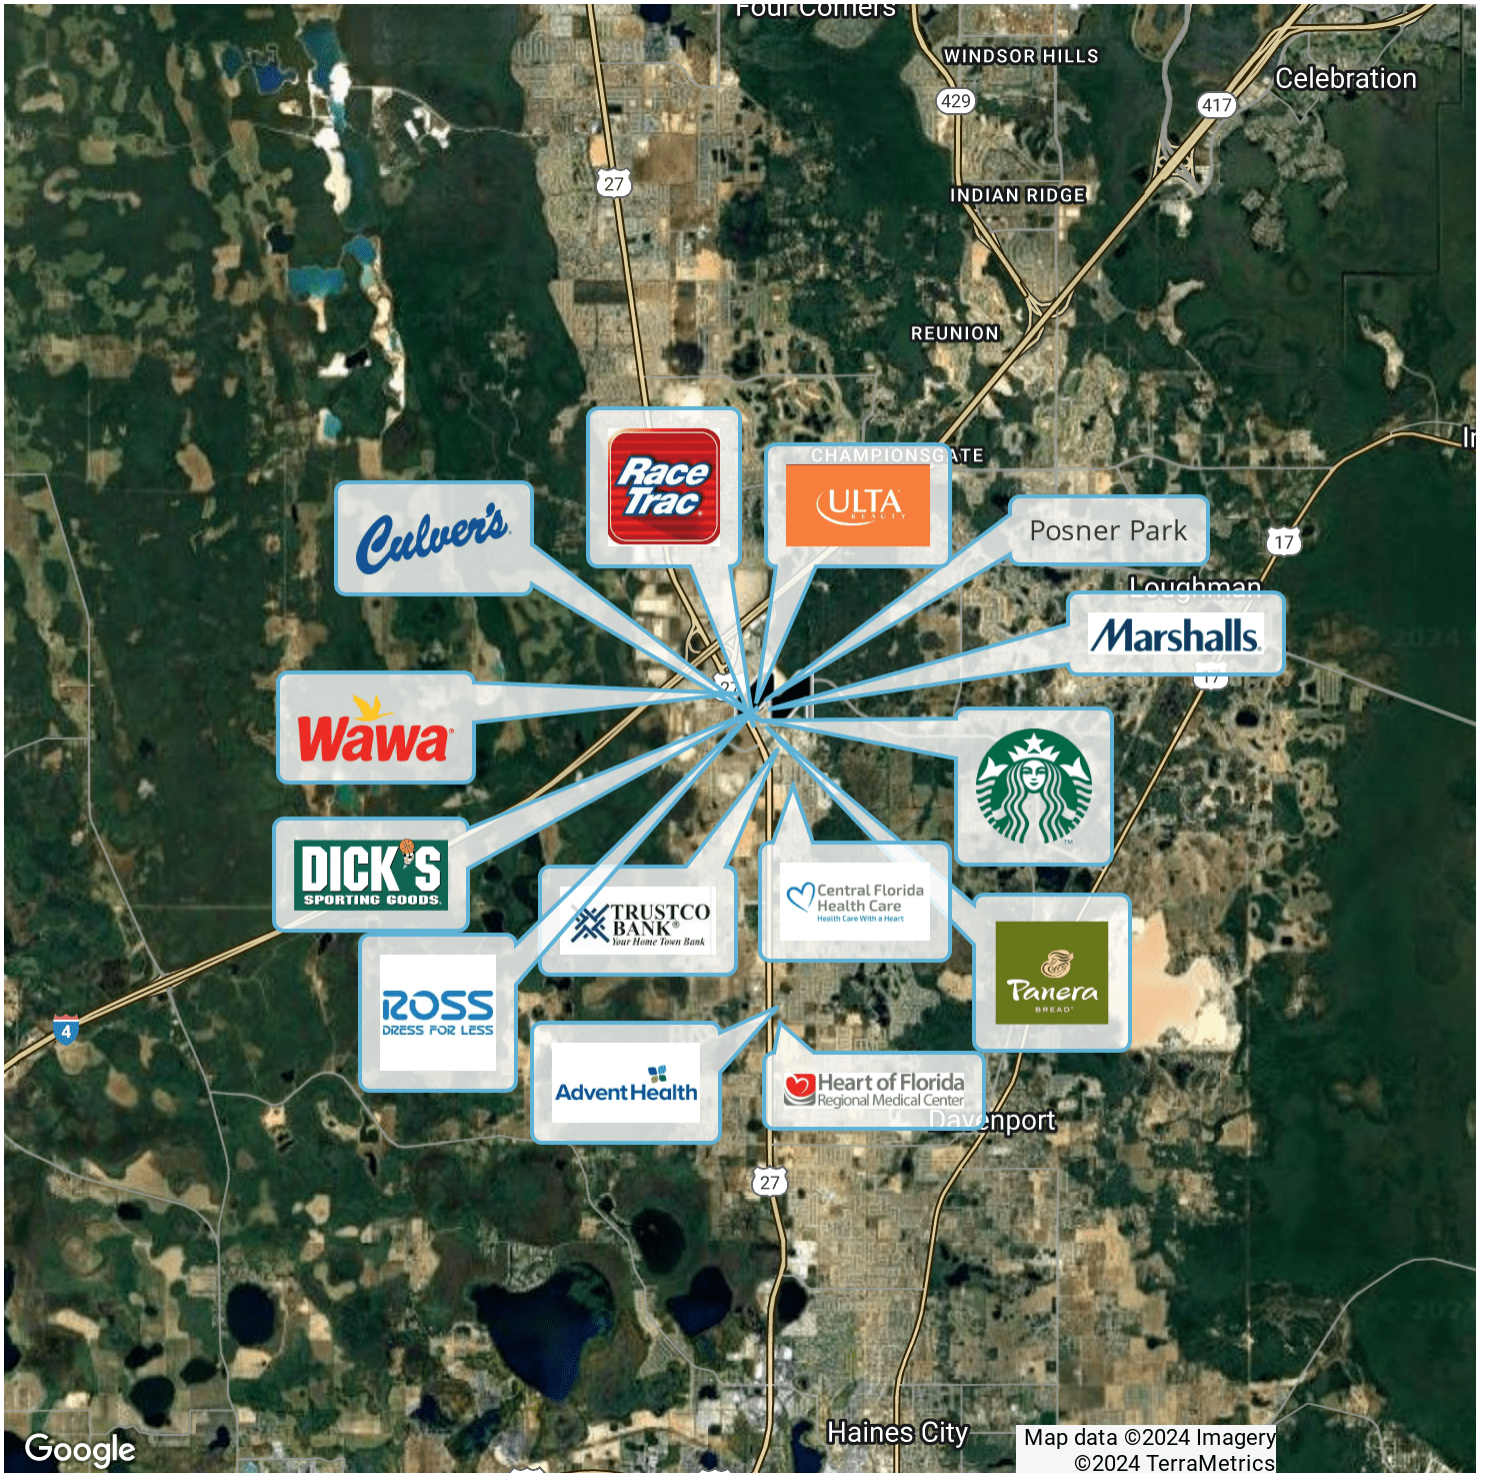 Four Corners
WINDSOR HILLS
Celebration
429
417
27
INDIAN RIDGE
REUNION
CHAMPIONSGATE
Race
Trac
ULTA
BEAUTY
Culver's
Posner Park
17
Loughman
Marshalls
17
27
Wawa
DICK'S
SPORTING GOODS
TRUSTCO
BANK®
Your Home Town Bank
Central Florida
Health Care
Health Care With a Heart
Panera
BREAD
ROSS
DRESS FOR LESS
4
AdventHealth
Heart of Florida
Regional Medical Center
Davenport
27
Haines City
Google
Map data ©2024 Imagery
©2024 TerraMetrics